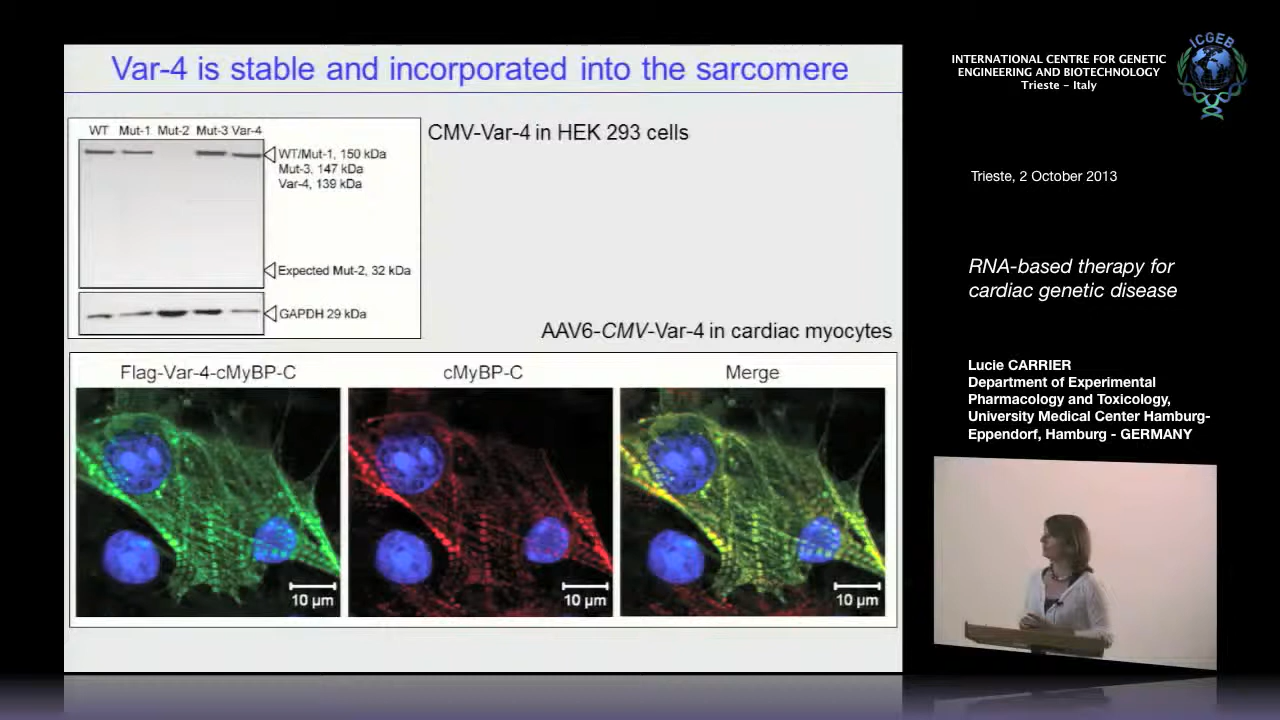 Var-4 is stable and incorporated into the sarcomere
WT Mut-1 Mut-2 Mut-3 Var-4
WT/Mut-1, 150 kDa
Mut-3, 147 kDa
Var-4, 139 kDa
Expected Mut-2, 32 kDa
GAPDH 29 kDa
CMV-Var-4 in HEK 293 cells
AAV6-CMV-Var-4 in cardiac myocytes
Flag-Var-4-cMyBP-C cMyBP-C Merge
10 µm 10 µm 10 µm
INTERNATIONAL CENTRE FOR GENETIC
ENGINEERING AND BIOTECHNOLOGY
Trieste - Italy
ICGEB
Trieste, 2 October 2013
RNA-based therapy for
cardiac genetic disease
Lucie CARRIER
Department of Experimental
Pharmacology and Toxicology,
University Medical Center Hamburg-
Eppendorf, Hamburg - GERMANY